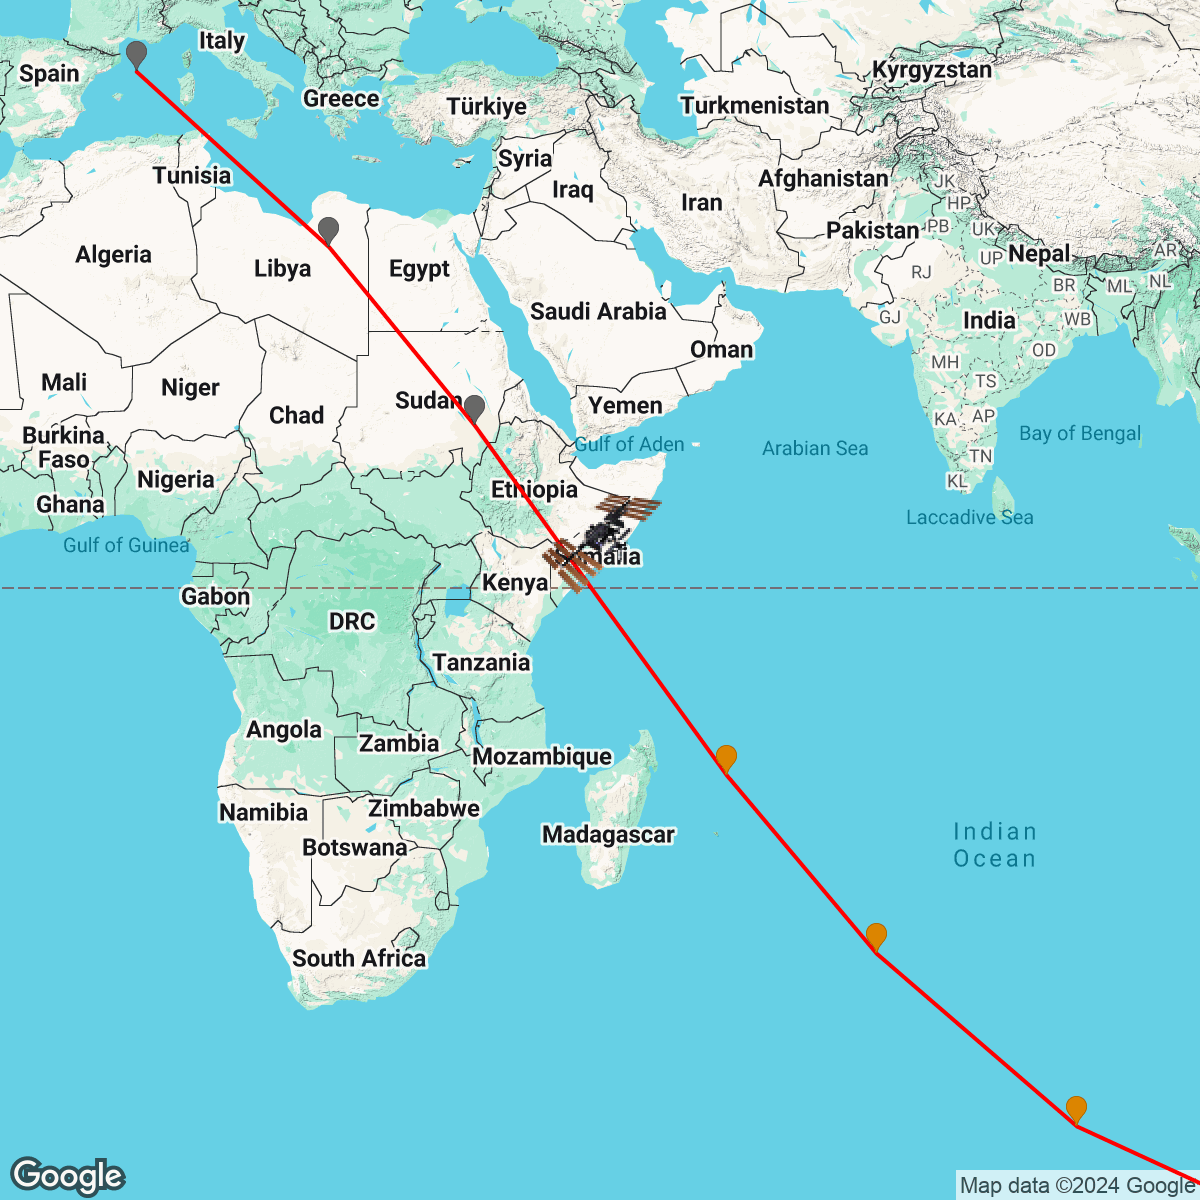 Italy
Spain
Greece
Türkiye
Kyrgyzstan
Turkmenistan
Syria
Tunisia
Iraq
Iran
Afghanistan
JK
HP
Pakistan
PB
UK
Algeria
Libya
Egypt
UP
Nepal
AR
RJ
BR
ML
NL
Saudi Arabia
GJ
India
WB
Oman
OD
MH
Mali
Niger
TS
Chad
Sudan
Yemen
KA
AP
Burkina
Faso
Gulf of Aden
Arabian Sea
Bay of Bengal
TN
Nigeria
Ethiopia
KL
Ghana
Laccadive Sea
Gulf of Guinea
malia
Kenya
Gabon
DRC
Tanzania
Angola
Zambia
Mozambique
Namibia
Zimbabwe
Madagascar
Botswana
Indian
Ocean
South Africa
Google
Map data ©2024 Google